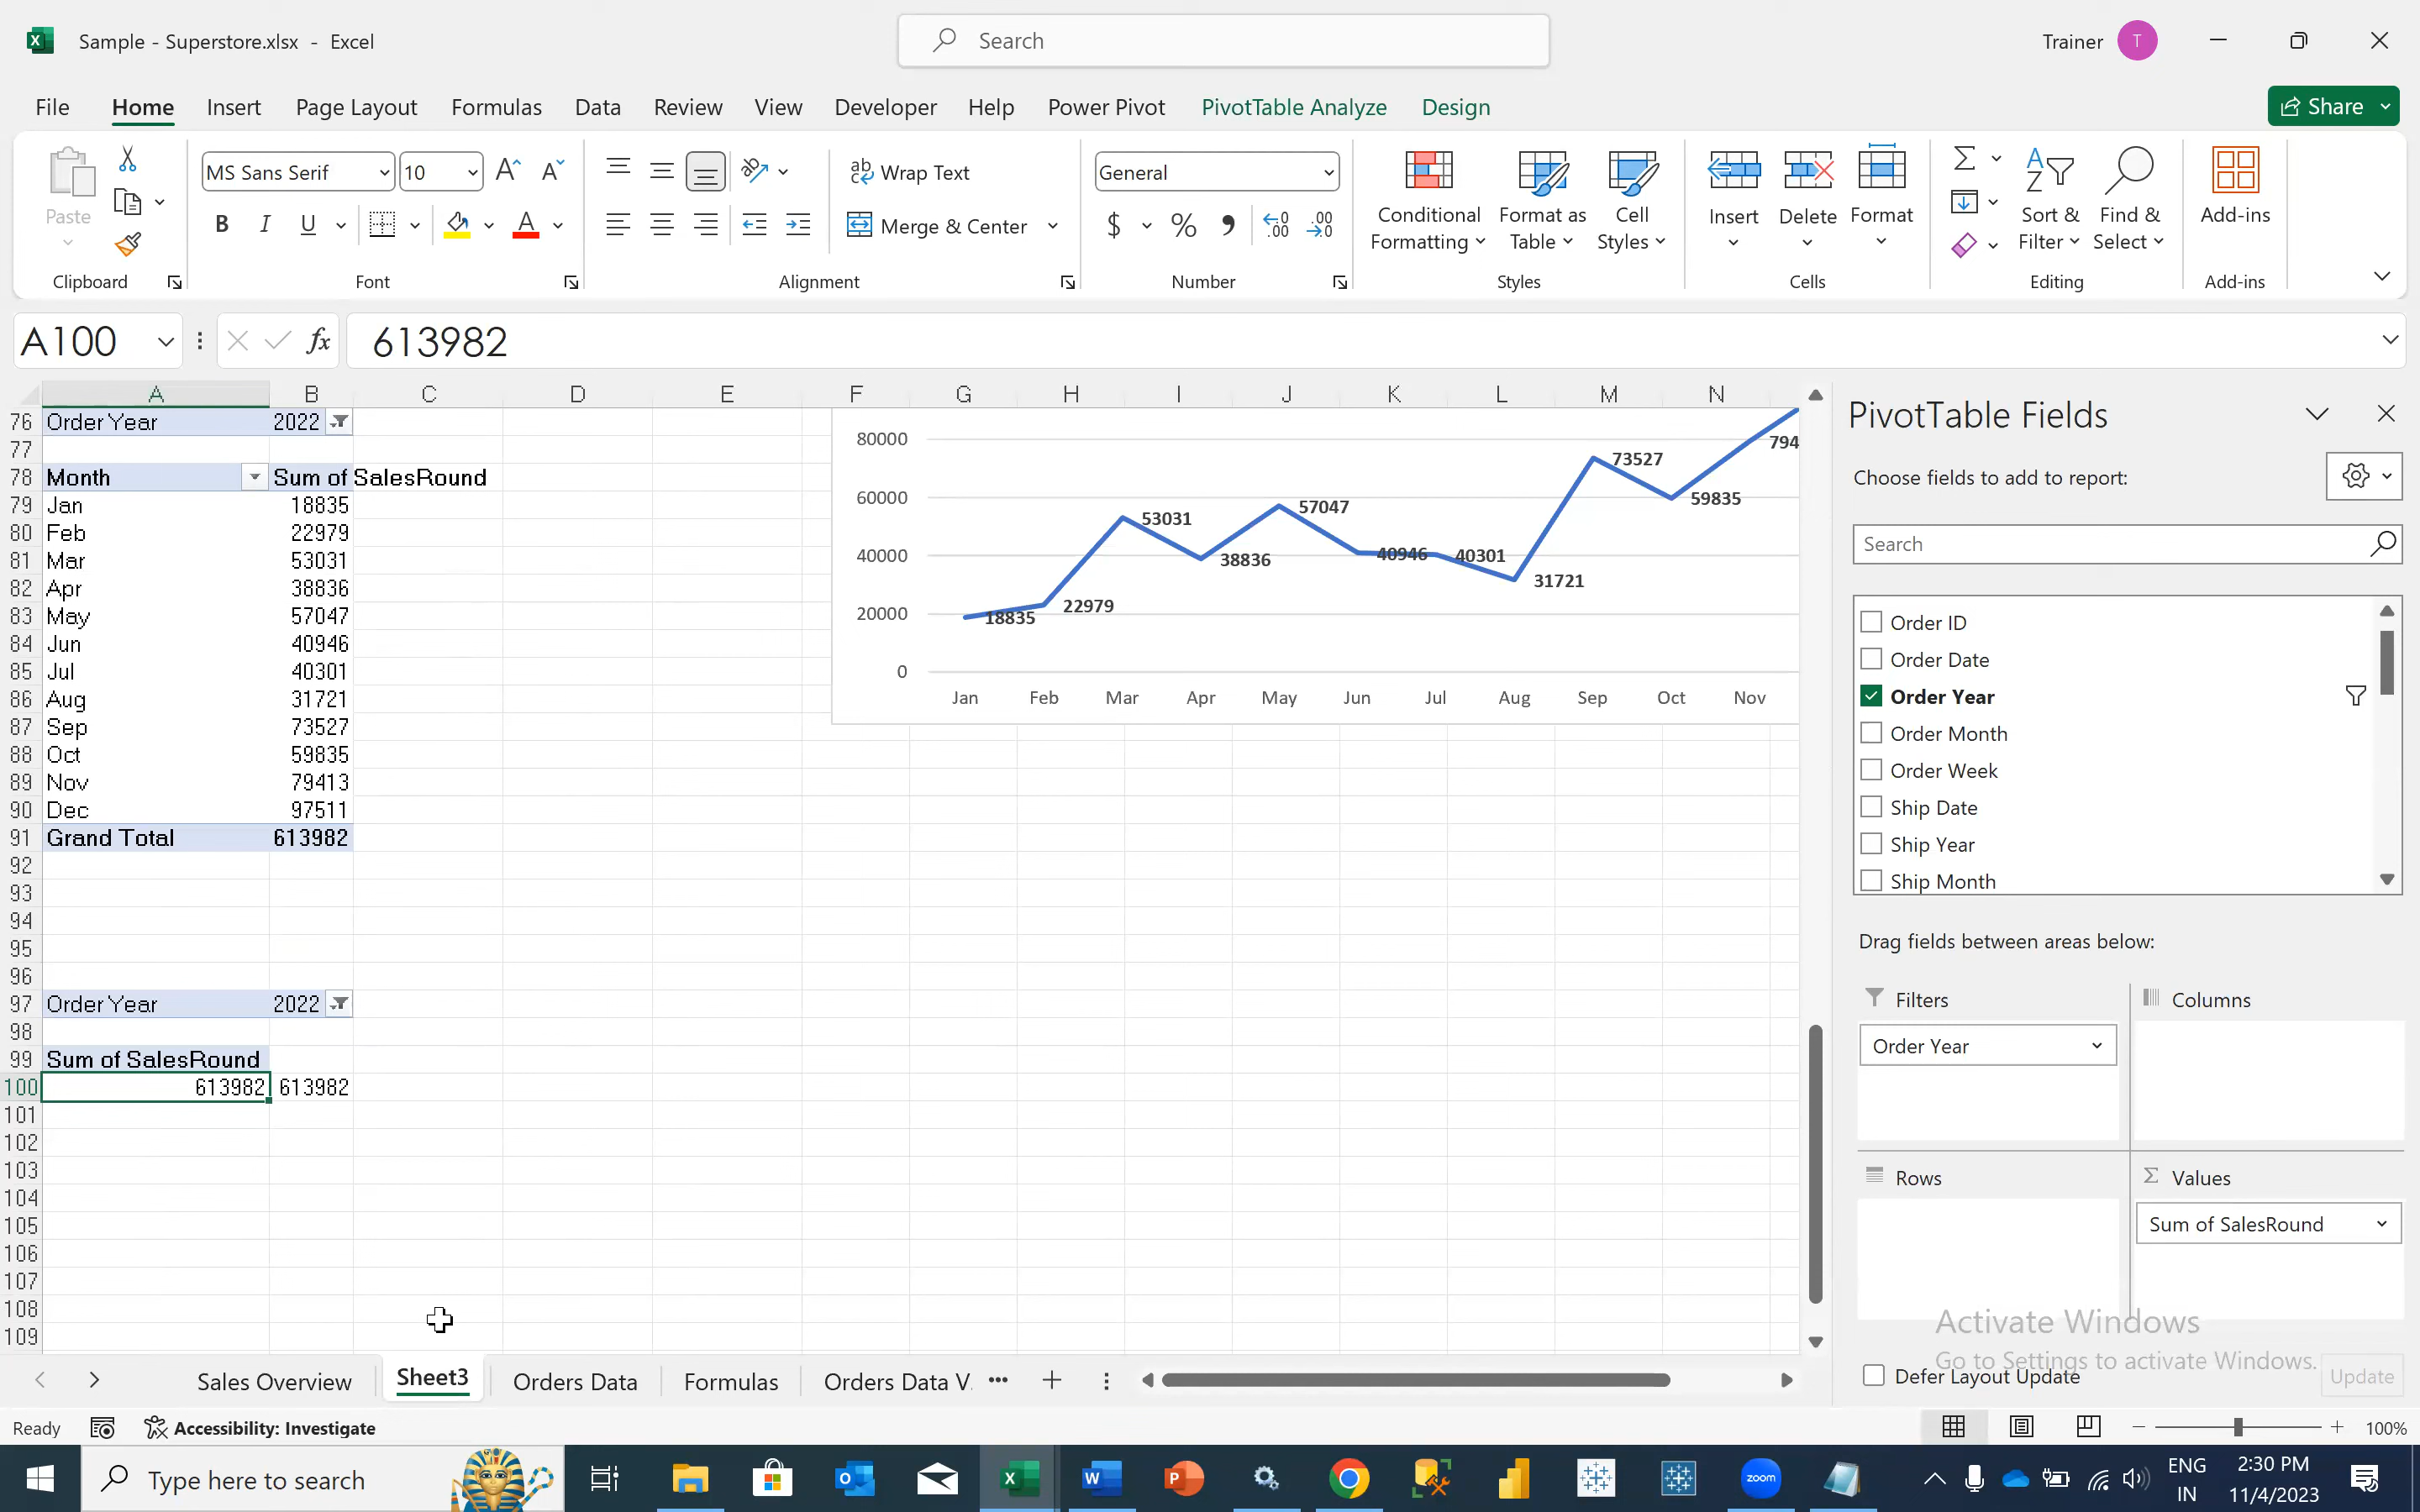 Sample - Superstore.xlsx - Excel
Search
Trainer T
File Home Insert Page Layout Formulas Data Review View Developer Help Power Pivot PivotTable Analyze Design Share
Paste
Clipboard
MS Sans Serif 10
B I U
Font
Wrap Text
Merge & Center
Alignment
General
$ % ,
Number
Conditional Formatting
Format as Table
Cell Styles
Styles
Insert Delete Format
Cells
Sort & Filter
Find & Select
Editing
Add-ins
Add-ins
A100 fx 613982
A B C D E F G H I J K L M N
76 Order Year 2022
77
78 Month Sum of SalesRound
79 Jan 18835
80 Feb 22979
81 Mar 53031
82 Apr 38836
83 May 57047
84 Jun 40946
85 Jul 40301
86 Aug 31721
87 Sep 73527
88 Oct 59835
89 Nov 79413
90 Dec 97511
91 Grand Total 613982
92
93
94
95
96
97 Order Year 2022
98
99 Sum of SalesRound
100 613982 613982
101
102
103
104
105
106
107
108
109
80000
60000
40000
20000
0
18835 22979 53031 38836 57047 40946 40301 31721 73527 59835 794
Jan Feb Mar Apr May Jun Jul Aug Sep Oct Nov
PivotTable Fields
Choose fields to add to report:
Search
Order ID
Order Date
Order Year
Order Month
Order Week
Ship Date
Ship Year
Ship Month
Drag fields between areas below:
Filters
Columns
Order Year
Rows
Values
Sum of SalesRound
Activate Windows
Go to Settings to activate Windows.
Defer Layout Update
Update
Sales Overview Sheet3 Orders Data Formulas Orders Data V.
Ready Accessibility: Investigate 100%
Type here to search
zoom
ENG
IN
2:30 PM
11/4/2023